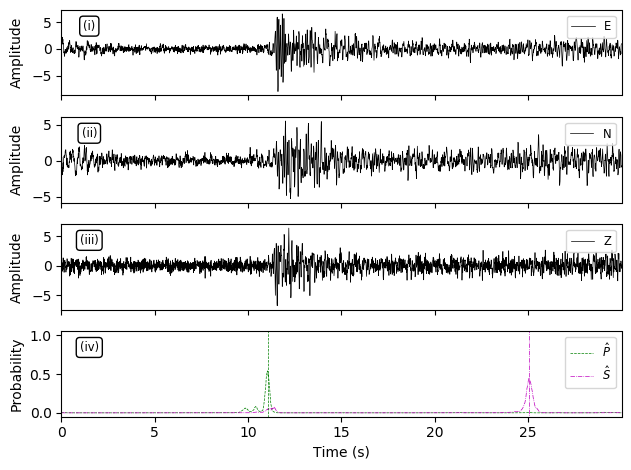 Amplitude
5
0
−5
(i)
E
Amplitude
5
0
−5
(ii)
N
Amplitude
5
0
−5
(iii)
Z
Probability
1.0
0.5
0.0
(iv)
P̂
Ŝ
0 5 10 15 20 25
Time (s)